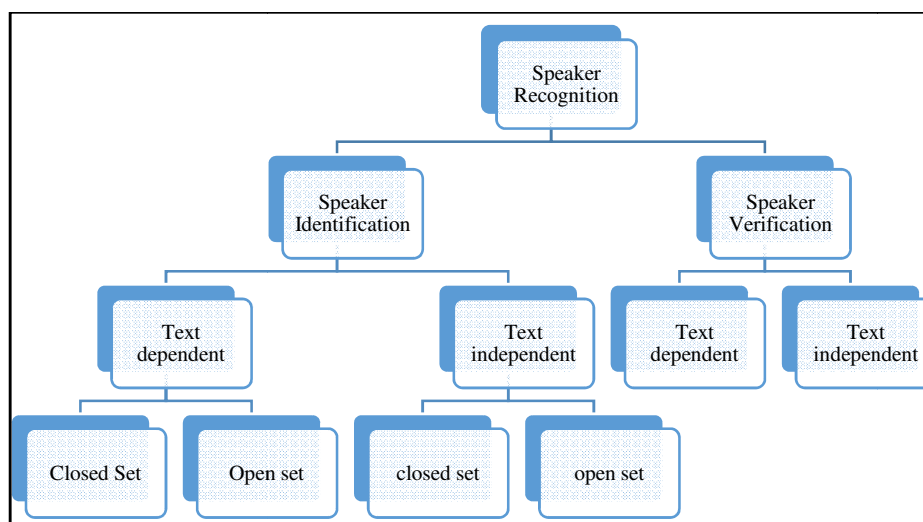 Speaker
Recognition
Speaker
Identification
Speaker
Verification
Text
dependent
Text
independent
Text
dependent
Text
independent
Closed Set
Open set
closed set
open set